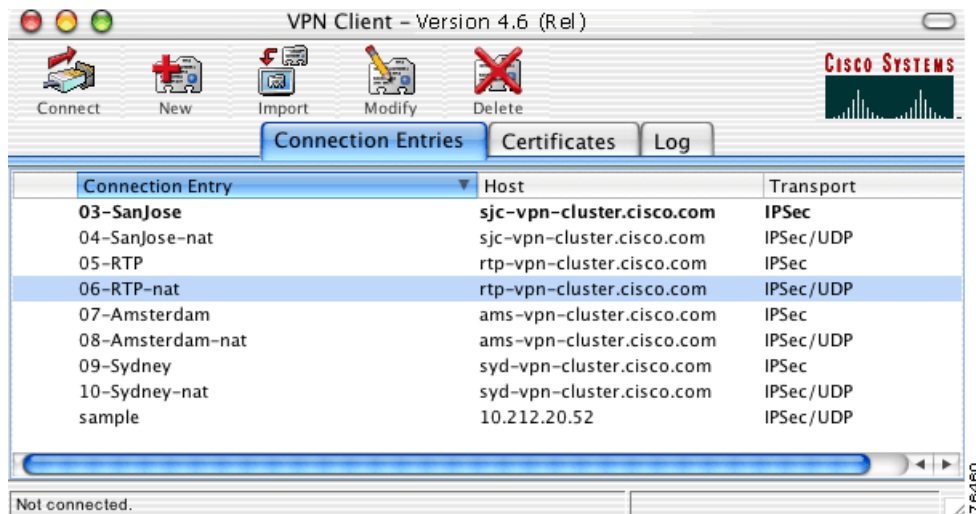 VPN Client – Version 4.6 (Rel)
Connect New Import Modify Delete
CISCO SYSTEMS
Connection Entries Certificates Log
Connection Entry Host Transport
03-SanJose sjc-vpn-cluster.cisco.com IPSec
04-SanJose-nat sjc-vpn-cluster.cisco.com IPSec/UDP
05-RTP rtp-vpn-cluster.cisco.com IPSec
06-RTP-nat rtp-vpn-cluster.cisco.com IPSec/UDP
07-Amsterdam ams-vpn-cluster.cisco.com IPSec
08-Amsterdam-nat ams-vpn-cluster.cisco.com IPSec/UDP
09-Sydney syd-vpn-cluster.cisco.com IPSec
10-Sydney-nat syd-vpn-cluster.cisco.com IPSec/UDP
sample 10.212.20.52 IPSec/UDP
Not connected.
76460